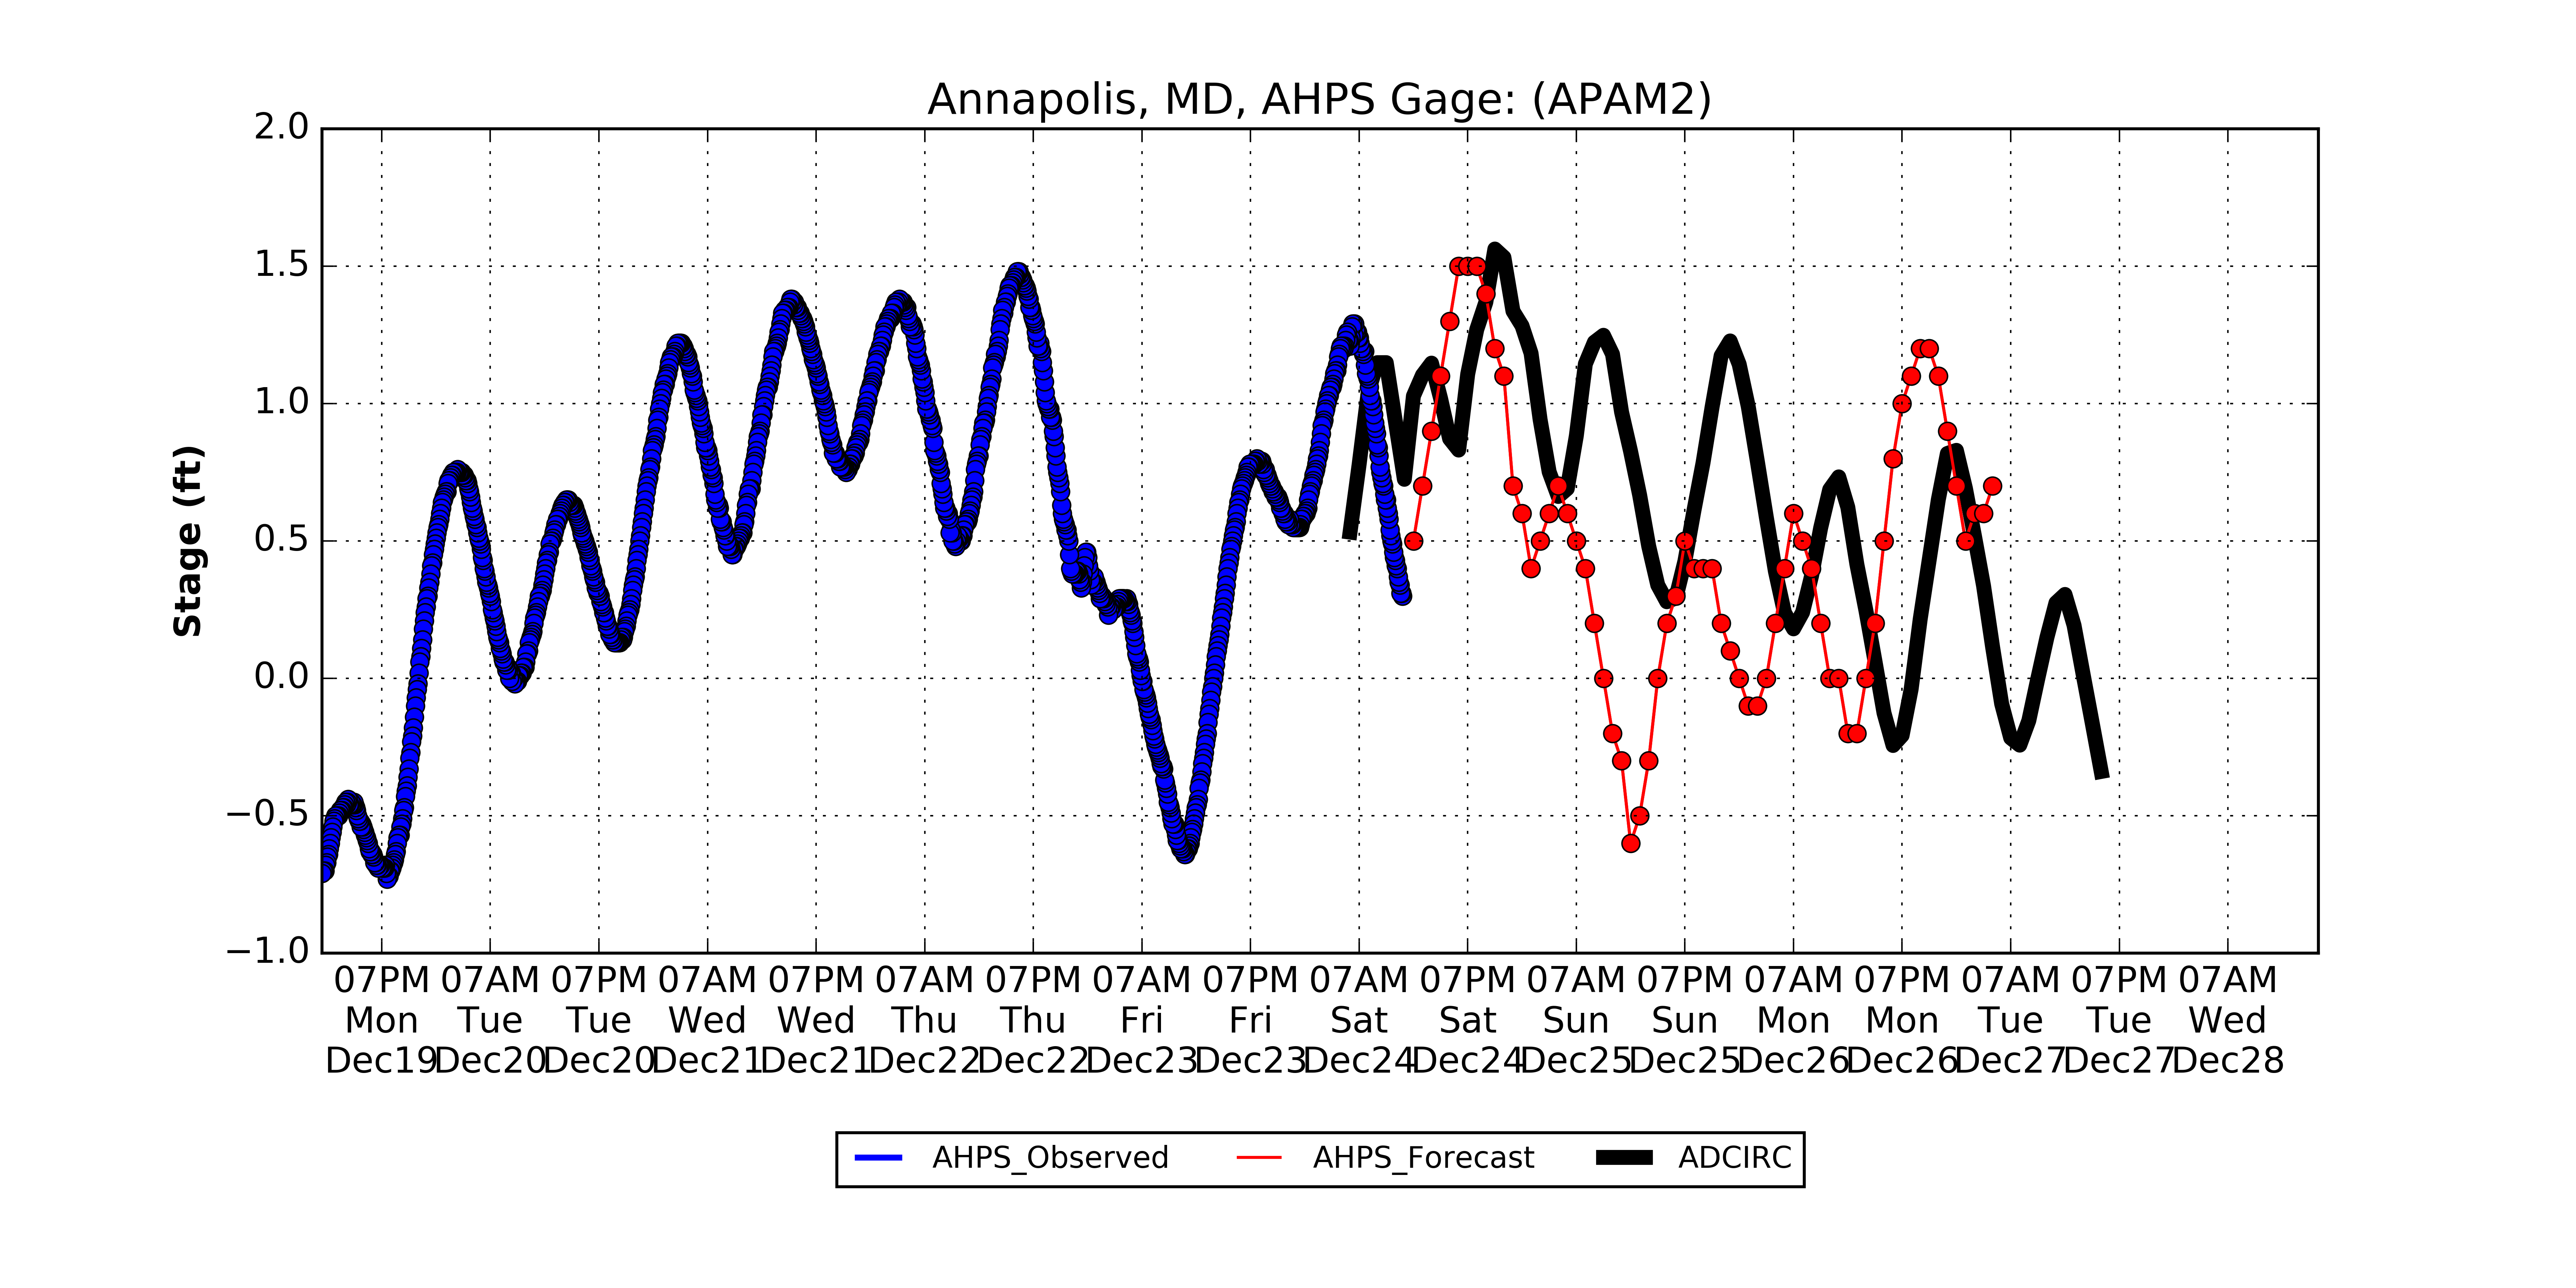 Annapolis, MD, AHPS Gage: (APAM2)
2.0
1.5
1.0
0.5
0.0
−0.5
−1.0
Stage (ft)
07PM 07AM 07PM 07AM 07PM 07AM 07PM 07AM 07PM 07AM 07PM 07AM 07PM 07AM 07PM 07AM 07PM 07AM
Mon Tue Tue Wed Wed Thu Thu Fri Fri Sat Sat Sun Sun Mon Mon Tue Tue Wed
Dec19 Dec20 Dec20 Dec21 Dec21 Dec22 Dec22 Dec23 Dec23 Dec24 Dec24 Dec25 Dec25 Dec26 Dec26 Dec27 Dec27 Dec28
AHPS_Observed AHPS_Forecast ADCIRC